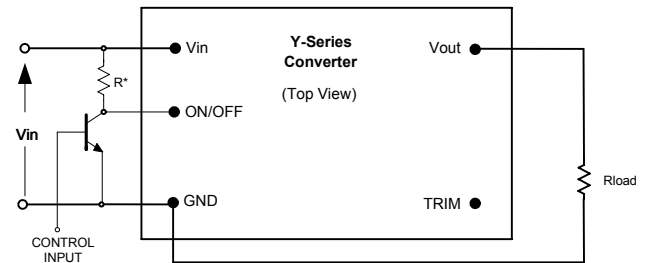 Y-Series
Converter
(Top View)
Vin
Vout
R*
ON/OFF
Vin
Rload
GND
TRIM
CONTROL
INPUT